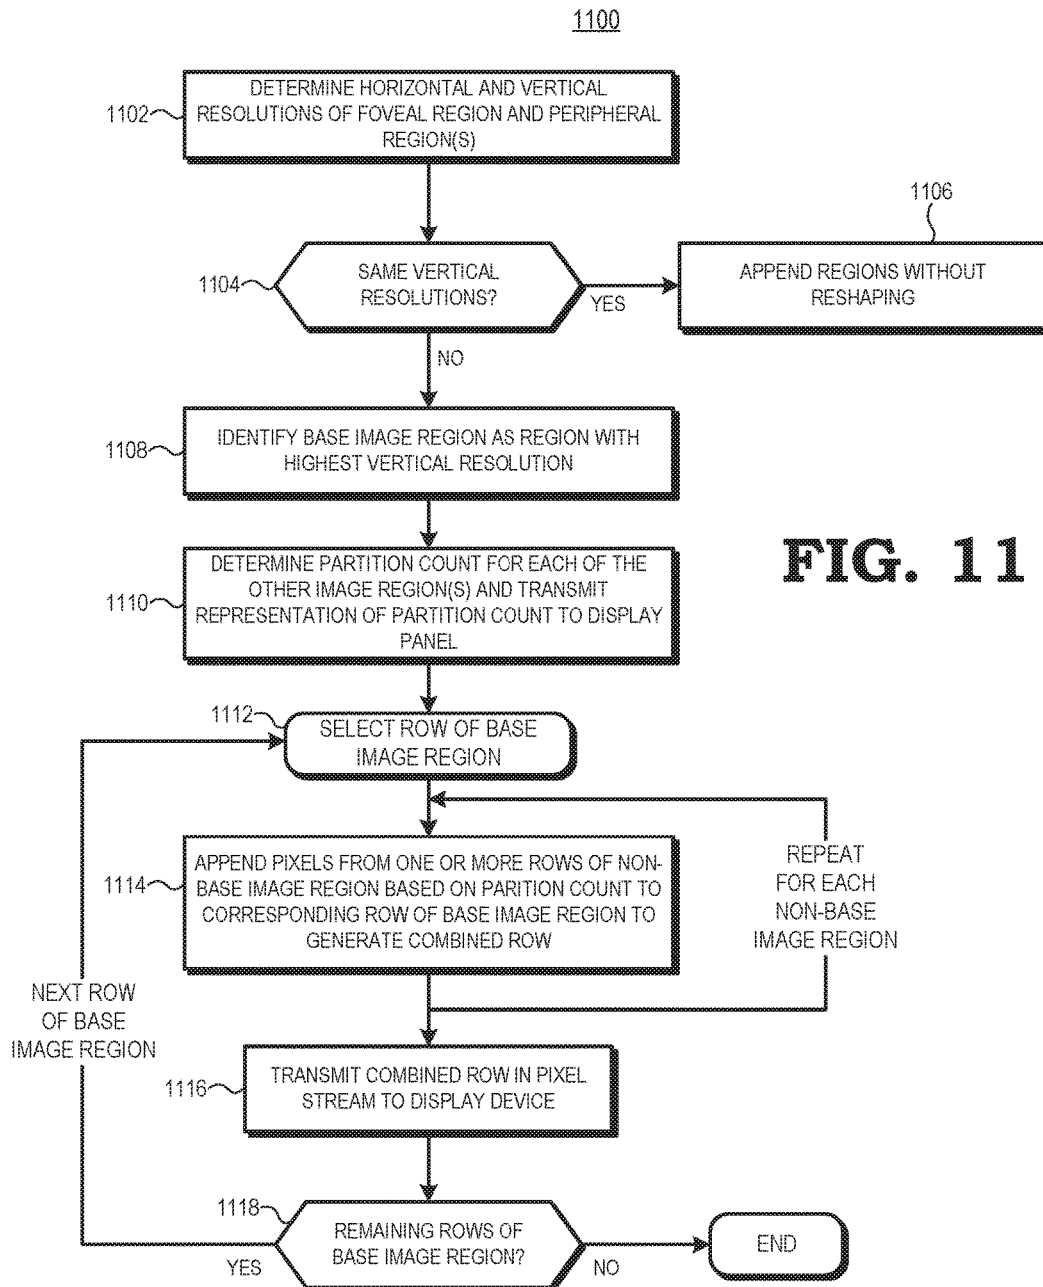 1100
1102
DETERMINE HORIZONTAL AND VERTICAL
RESOLUTIONS OF FOVEAL REGION AND PERIPHERAL
REGION(S)
1104
SAME VERTICAL
RESOLUTIONS?
YES
1106
APPEND REGIONS WITHOUT
RESHAPING
NO
1108
IDENTIFY BASE IMAGE REGION AS REGION WITH
HIGHEST VERTICAL RESOLUTION
FIG. 11
1110
DETERMINE PARTITION COUNT FOR EACH OF THE
OTHER IMAGE REGION(S) AND TRANSMIT
REPRESENTATION OF PARTITION COUNT TO DISPLAY
PANEL
1112
SELECT ROW OF BASE
IMAGE REGION
1114
APPEND PIXELS FROM ONE OR MORE ROWS OF NON-
BASE IMAGE REGION BASED ON PARITION COUNT TO
CORRESPONDING ROW OF BASE IMAGE REGION TO
GENERATE COMBINED ROW
REPEAT
FOR EACH
NON-BASE
IMAGE REGION
NEXT ROW
OF BASE
IMAGE REGION
1116
TRANSMIT COMBINED ROW IN PIXEL
STREAM TO DISPLAY DEVICE
1118
REMAINING ROWS OF
BASE IMAGE REGION?
YES
NO
END